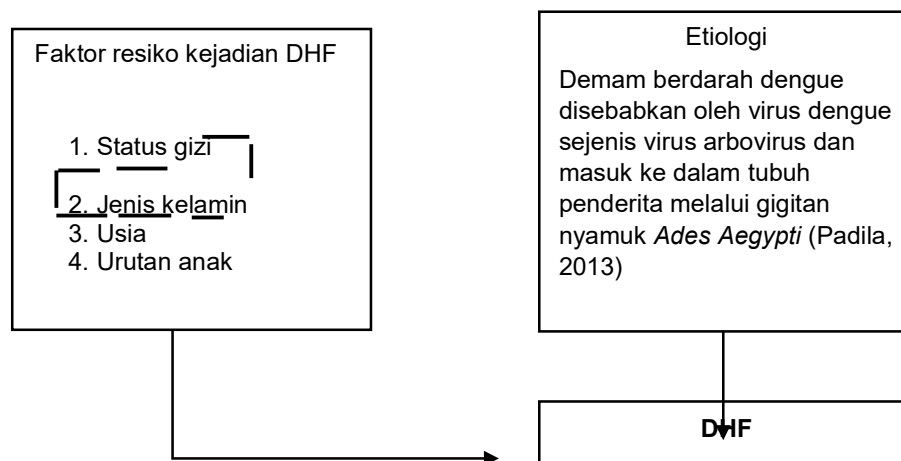 Faktor resiko kejadian DHF
1. Status gizi
2. Jenis kelamin
3. Usia
4. Urutan anak
Etiologi
Demam berdarah dengue
disebabkan oleh virus dengue
sejenis virus arbovirus dan
masuk ke dalam tubuh
penderita melalui gigitan
nyamuk Ades Aegypti (Padila,
2013)
DHF